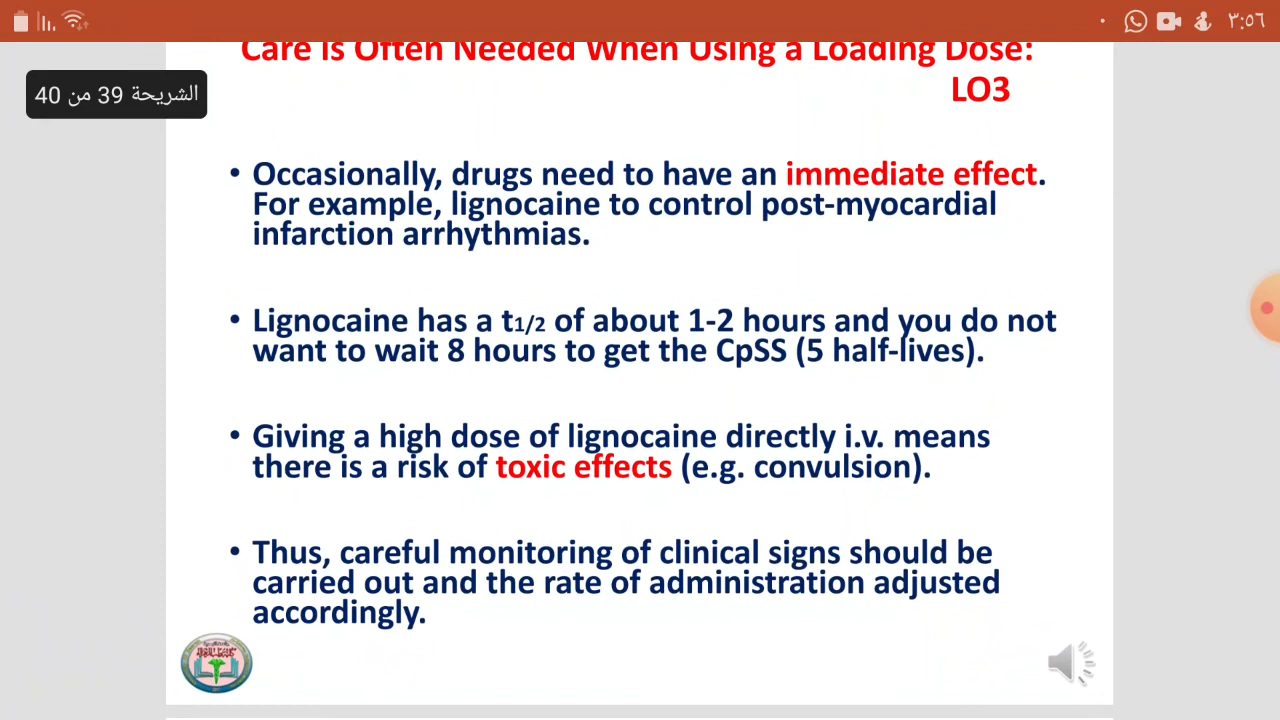 ٣:٥٦
Care Is Often Needed When Using a Loading Dose:
LO3
الشريحة 39 من 40
• Occasionally, drugs need to have an immediate effect.
For example, lignocaine to control post-myocardial
infarction arrhythmias.
• Lignocaine has a t1/2 of about 1-2 hours and you do not
want to wait 8 hours to get the CpSS (5 half-lives).
• Giving a high dose of lignocaine directly i.v. means
there is a risk of toxic effects (e.g. convulsion).
• Thus, careful monitoring of clinical signs should be
carried out and the rate of administration adjusted
accordingly.